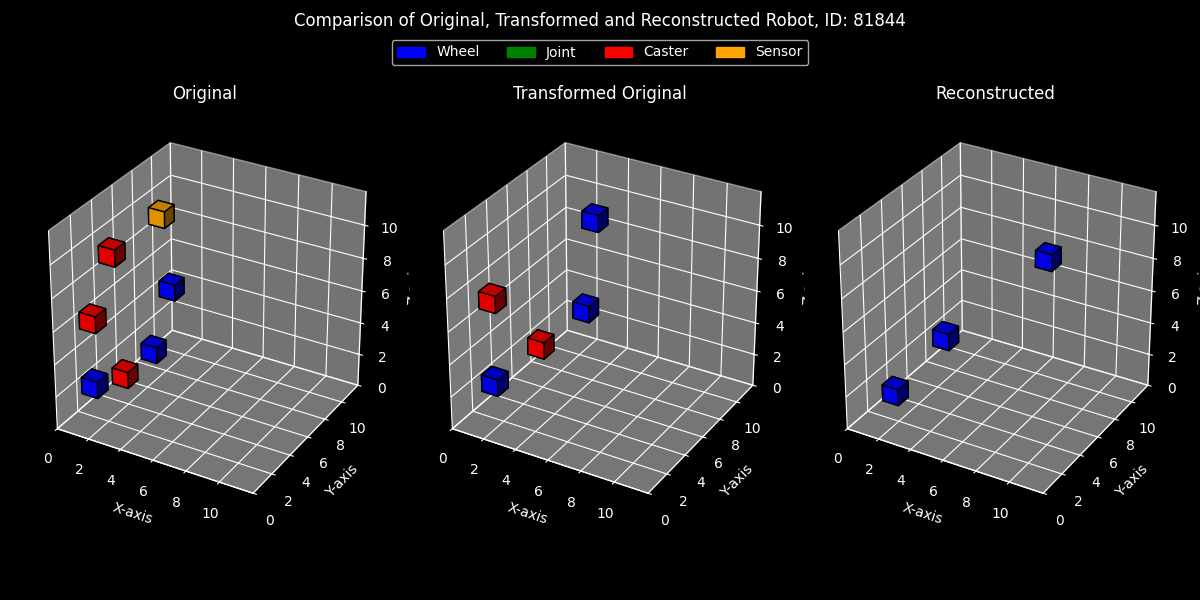 Comparison of Original, Transformed and Reconstructed Robot, ID: 81844
Wheel Joint Caster Sensor
Original Transformed Original Reconstructed
10 10 10
8 8 8
6 6 6
4 4 4
2 2 2
0 0 0
10 10 10
8 8 8
6 6 6
4 4 4
2 2 2
0 0 0
Y-axis Y-axis Y-axis
0 2 4 6 8 10 0 2 4 6 8 10 0 2 4 6 8 10
X-axis X-axis X-axis